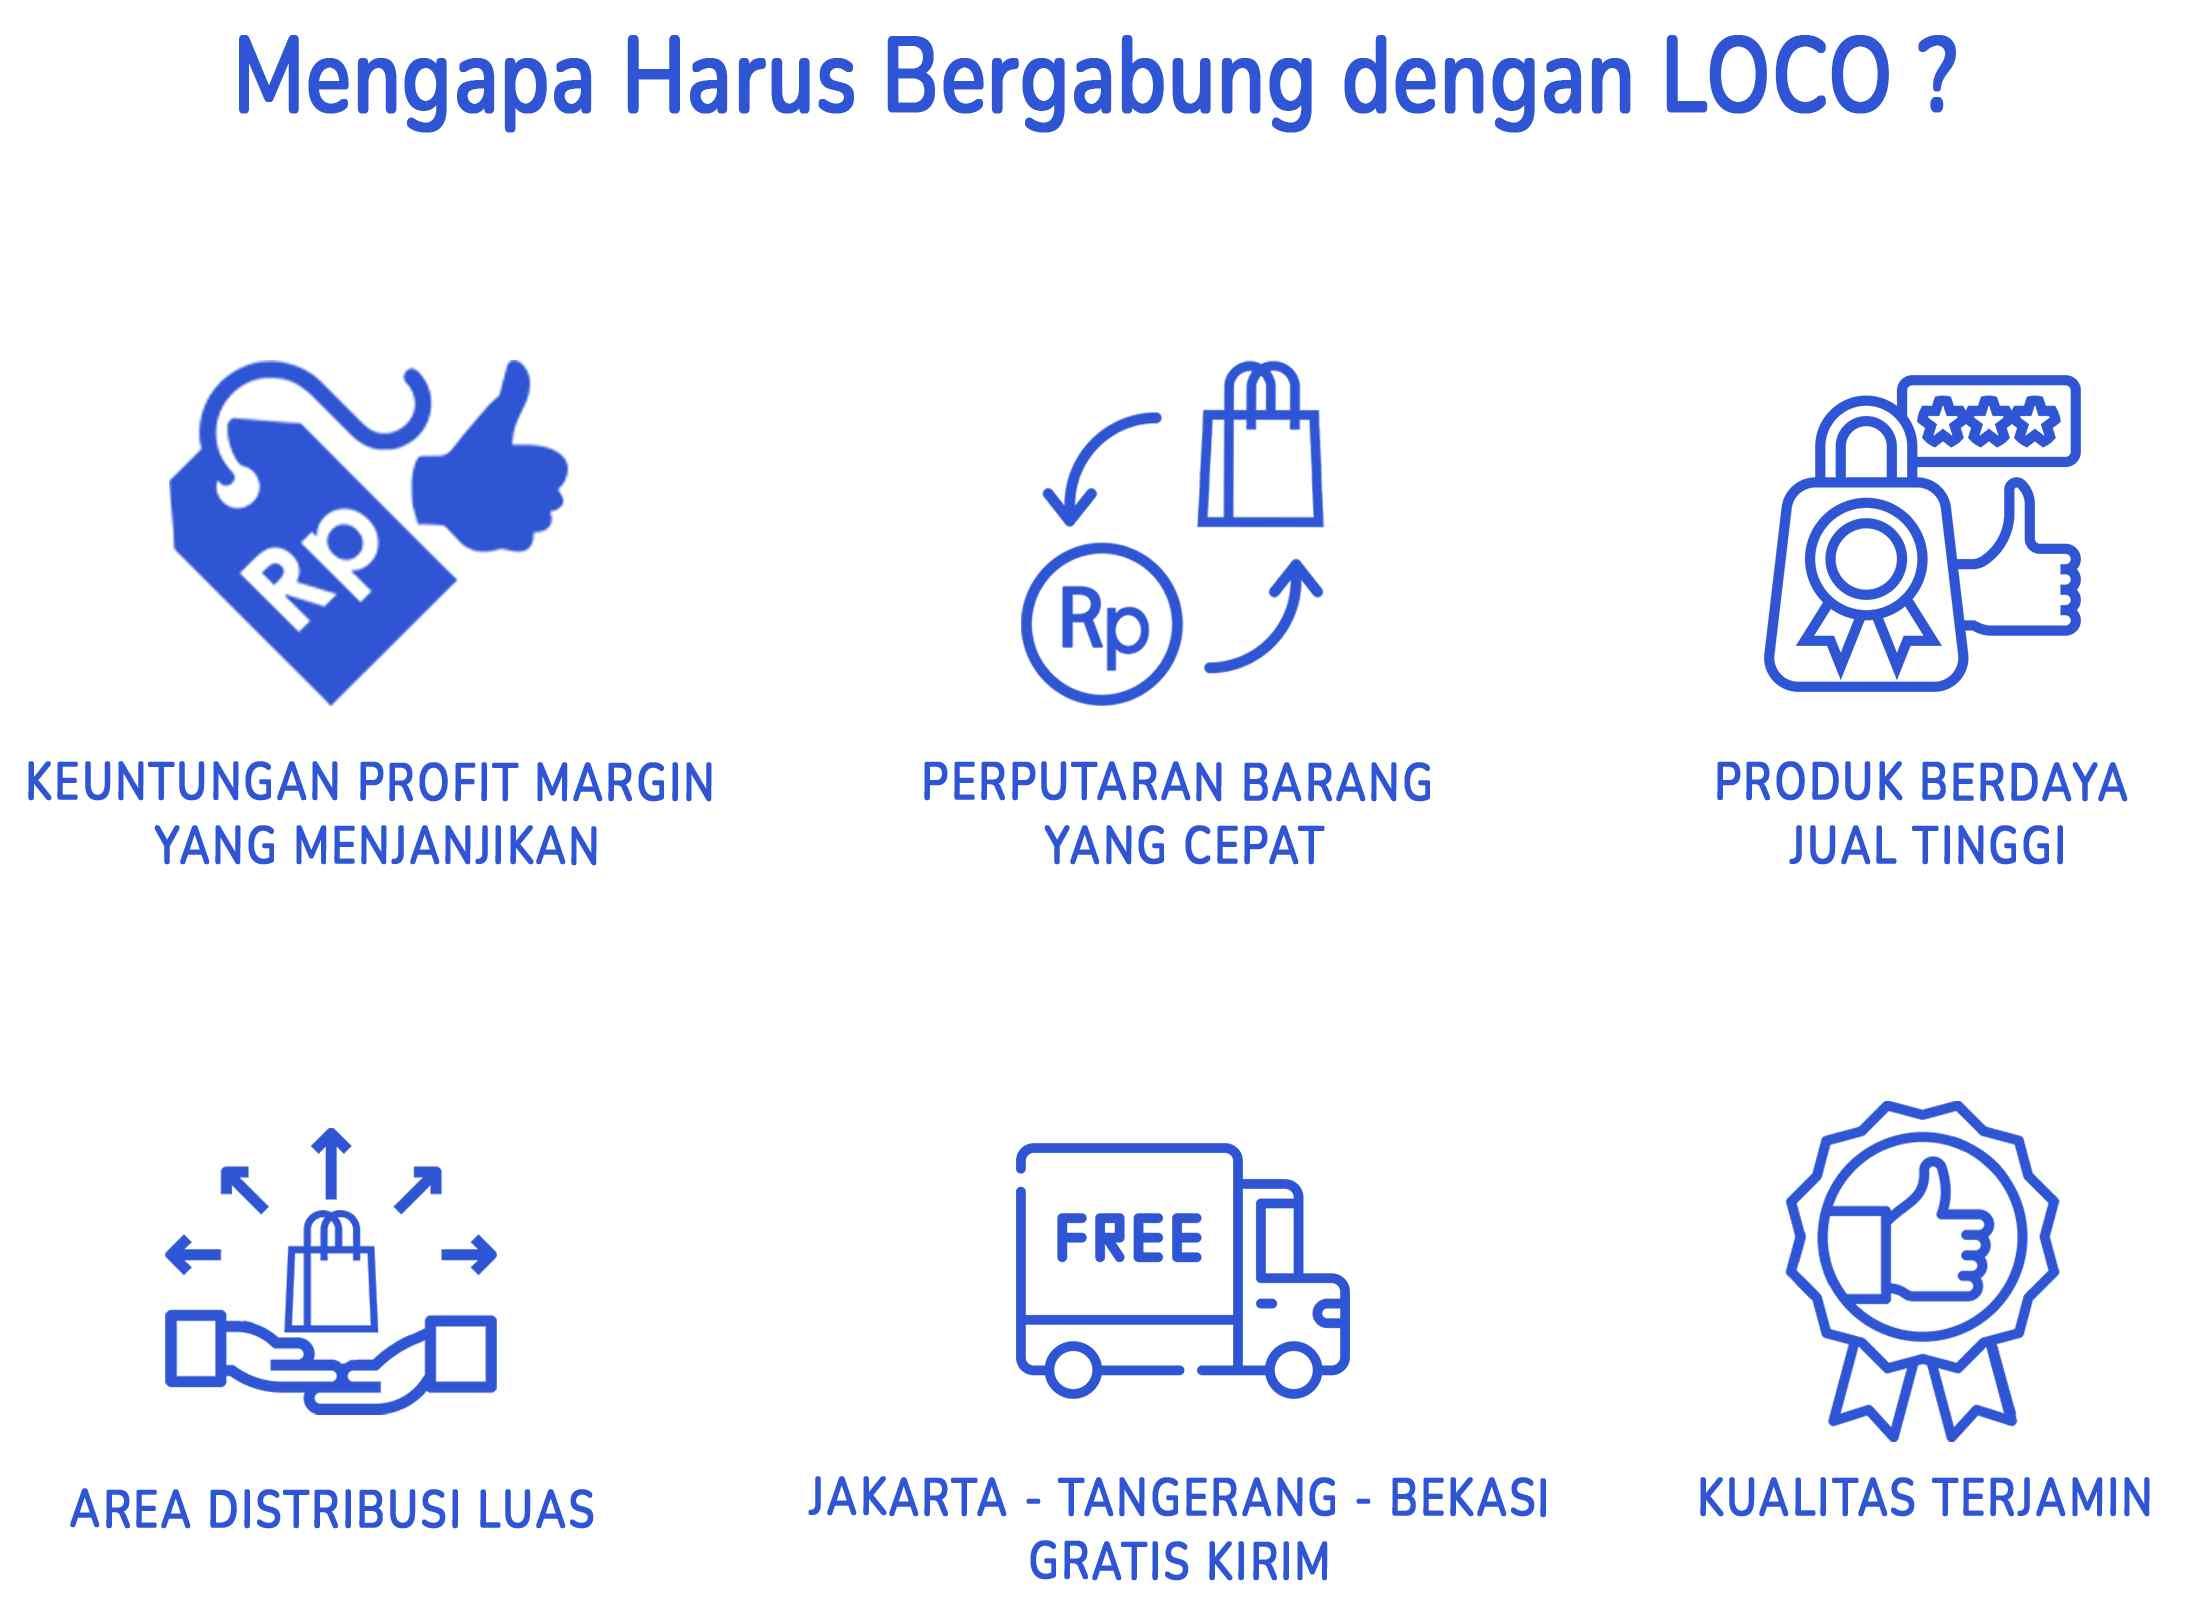 Mengapa Harus Bergabung dengan LOCO ?
Rp
Rp
KEUNTUNGAN PROFIT MARGIN
YANG MENJANJIKAN
PERPUTARAN BARANG
YANG CEPAT
PRODUK BERDAYA
JUAL TINGGI
FREE
AREA DISTRIBUSI LUAS
JAKARTA - TANGERANG - BEKASI
GRATIS KIRIM
KUALITAS TERJAMIN